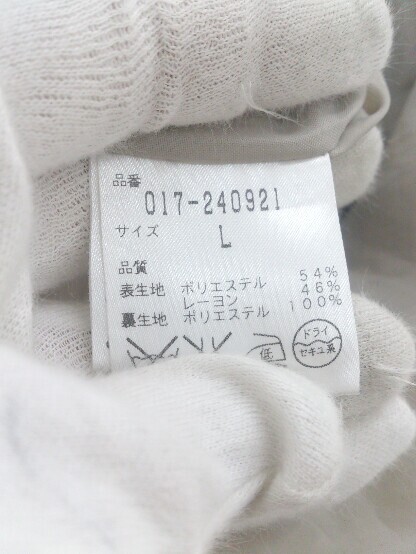 品番
017-240921
サイズ L
品質
表生地 ポリエステル 54%
レーヨン 46%
裏生地 ポリエステル 100%
低
ドライ
セキユ系